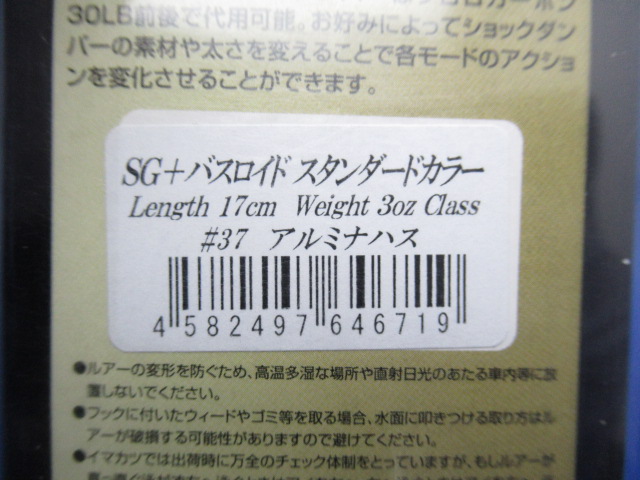 30LB前後で代用可能。お好みによってショックダン
パーの素材や太さを変えることで各モードのアクショ
ンを変化させることができます。
SG+バスロイド スタンダードカラー
Length 17cm Weight 3oz Class
#37 アルミナハス
4 582497 646719
●ルアーの変形を防ぐため、高温多湿な場所や直射日光のあたる車内等に放
置しないでください。
●フックに付いたウィードやゴミ等を取る場合、水面に叩きつける取り方はル
アーが破損する可能性がありますので避けてください。
●イマカツでは出荷時に万全のチェック体制をとっていますが、もしルアーが